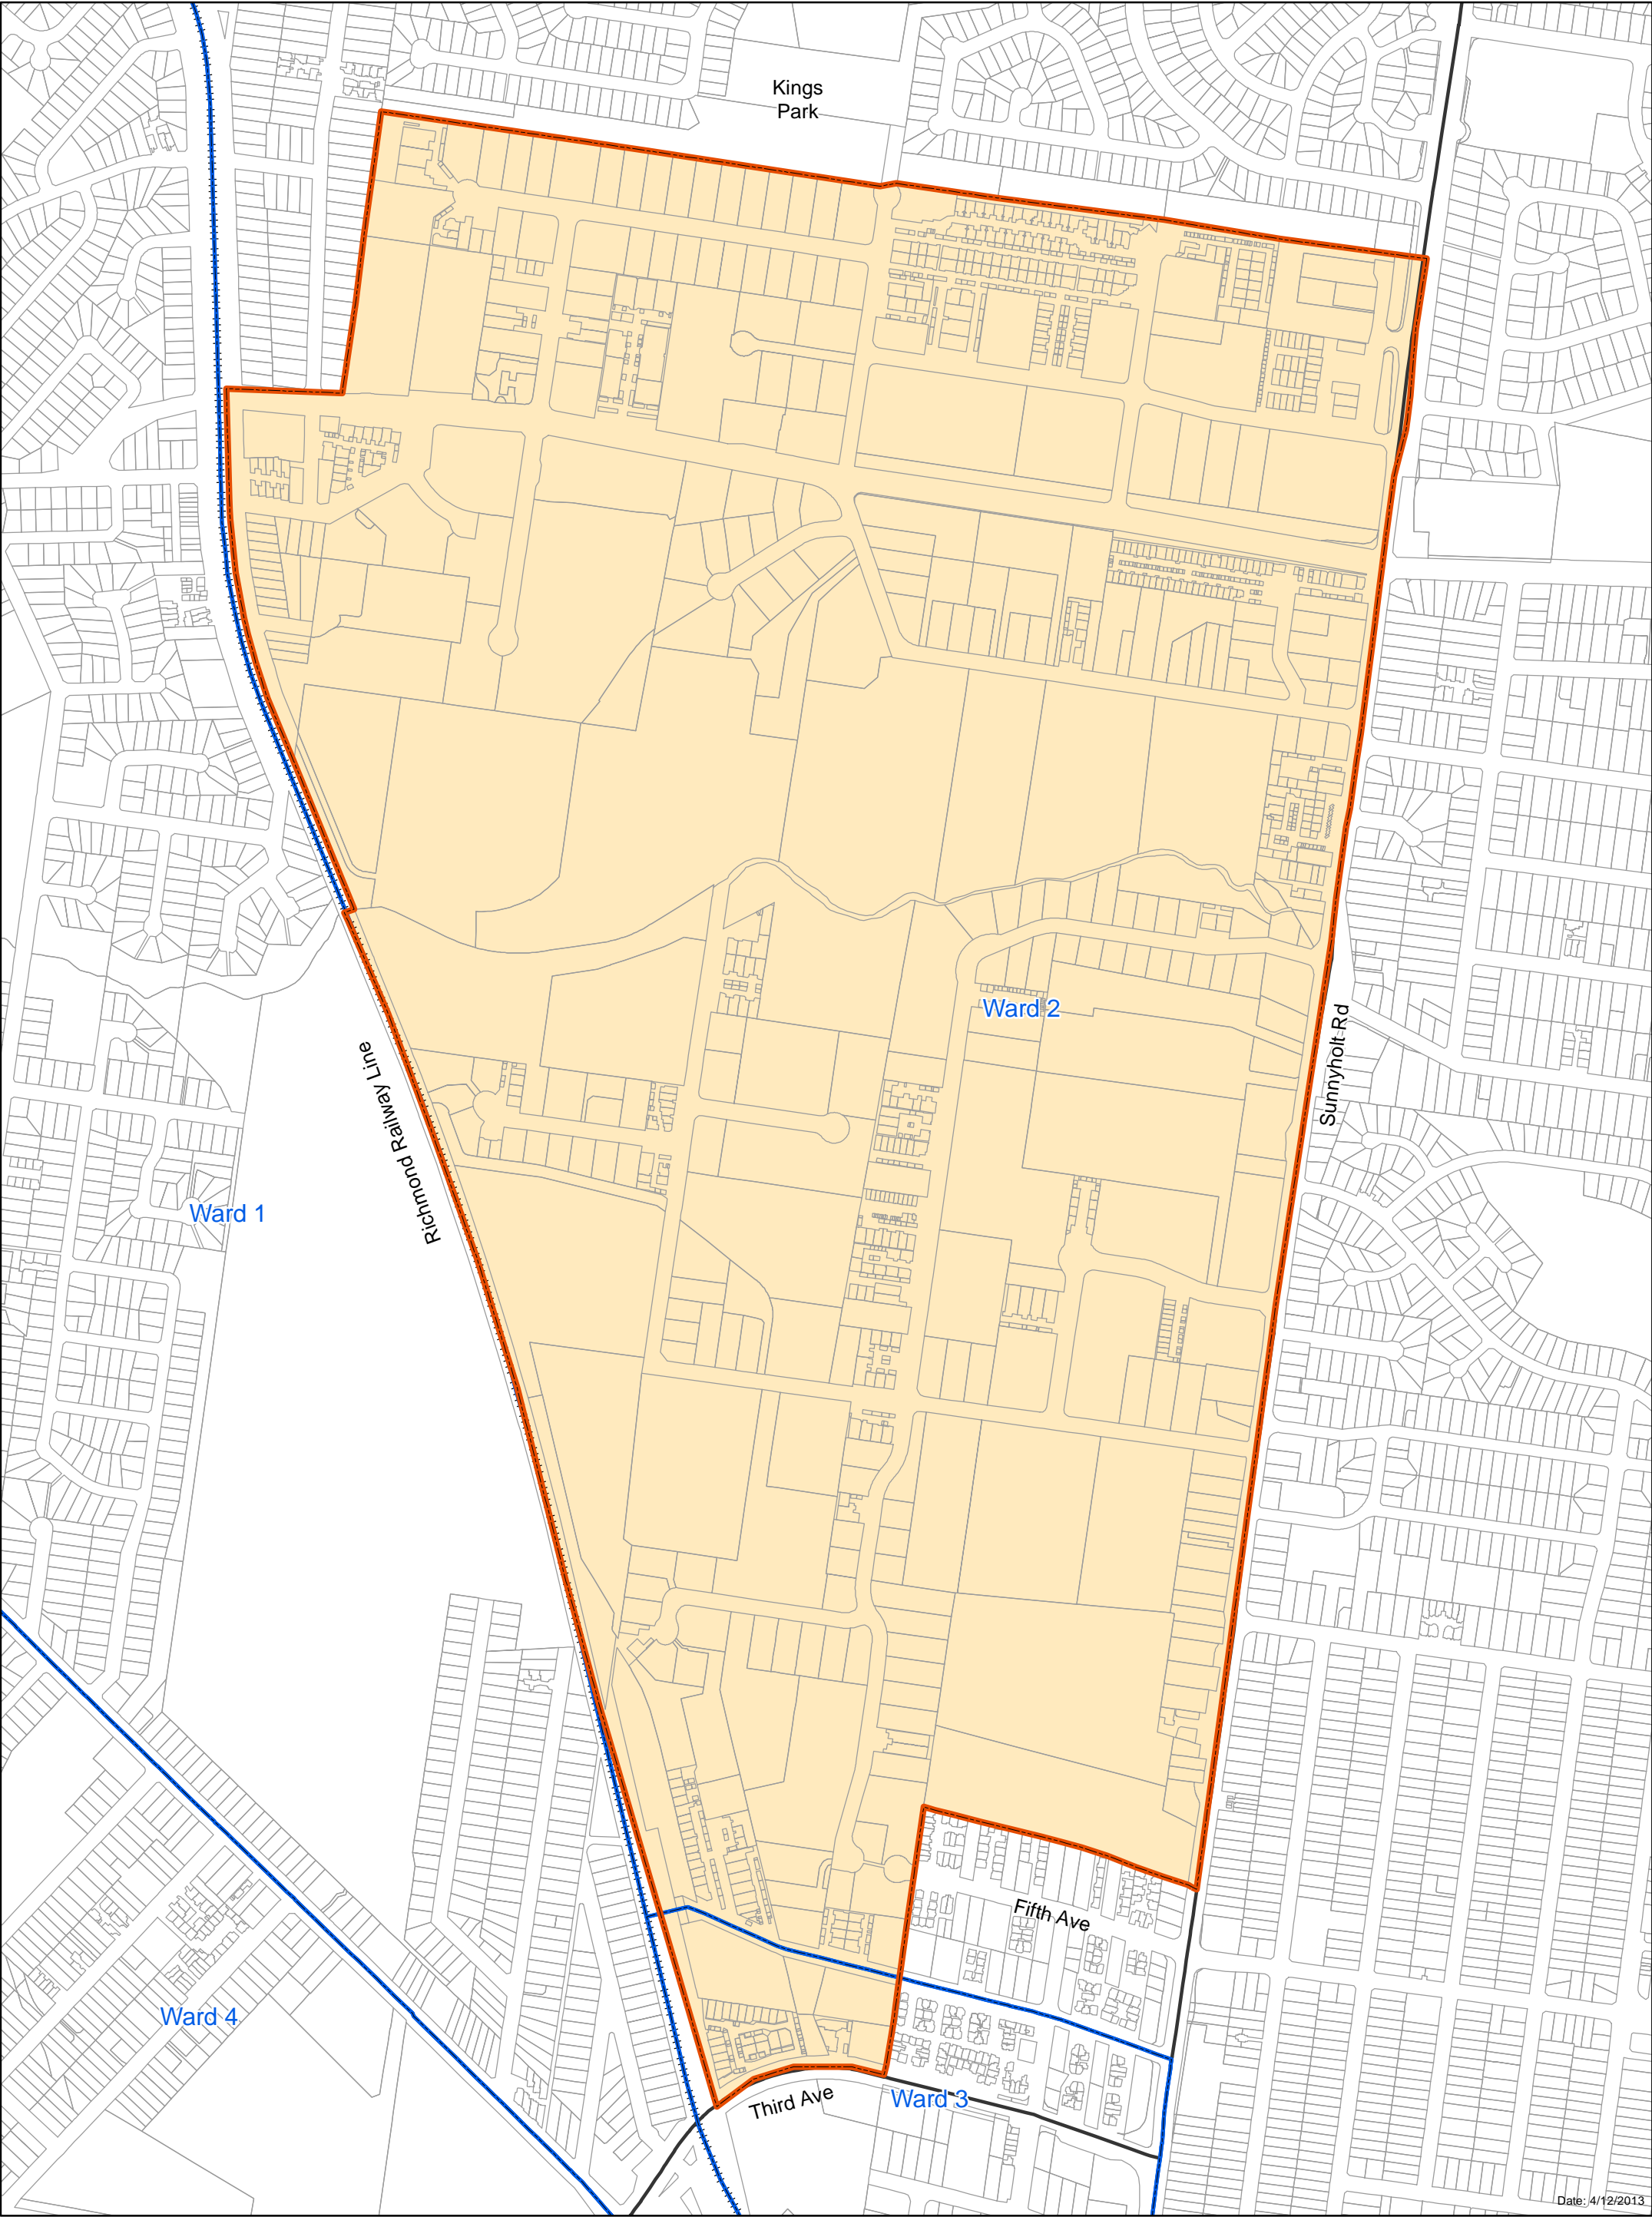 Kings
Park
Ward 2
Sunnyholt Rd
Richmond Railway Line
Ward 1
Fifth Ave
Ward 4
Third Ave
Ward 3
Date: 4/12/2013